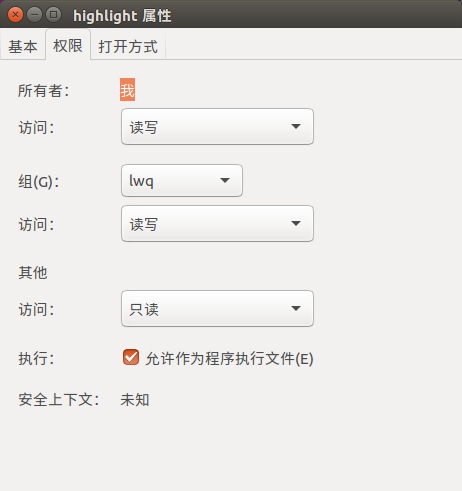 highlight 属性
基本 权限 打开方式
所有者： 我
访问： 读写
组(G)： lwq
访问： 读写
其他
访问： 只读
执行： 允许作为程序执行文件(E)
安全上下文： 未知